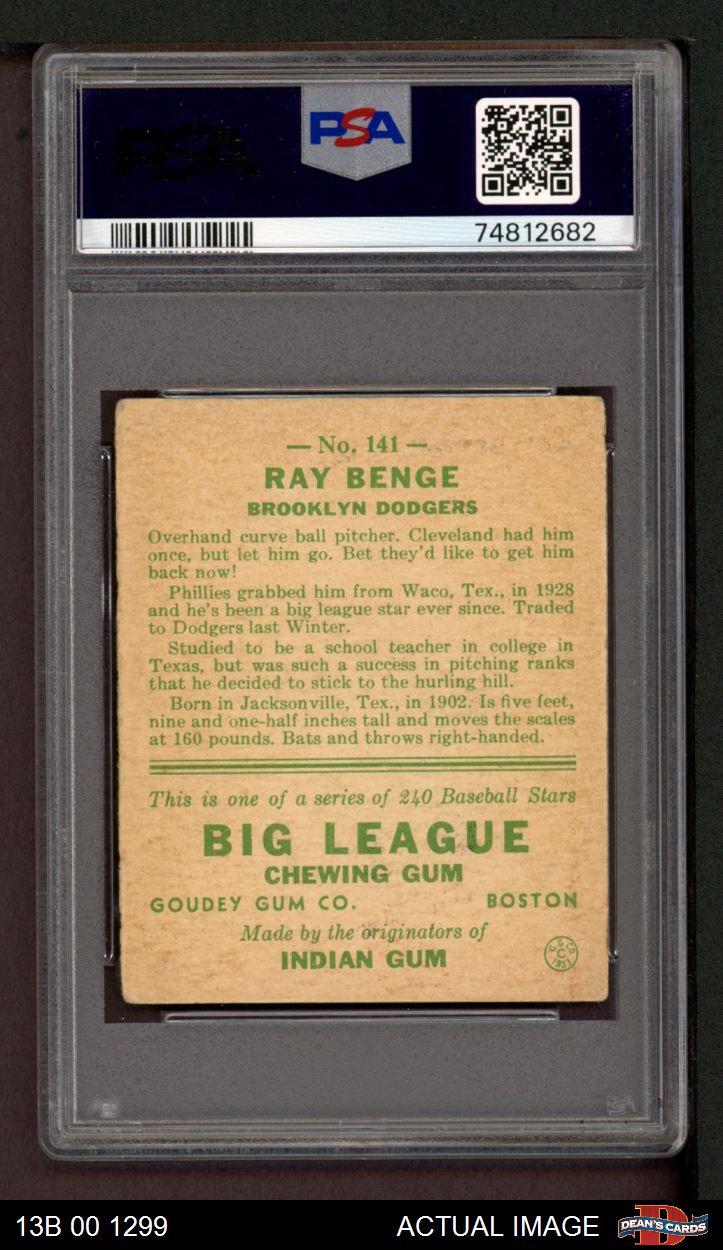 PSA
PSA
74812682
— No. 141 —
RAY BENGE
BROOKLYN DODGERS
Overhand curve ball pitcher. Cleveland had him
once, but let him go. Bet they'd like to get him
back now!
Phillies grabbed him from Waco, Tex., in 1928
and he's been a big league star ever since. Traded
to Dodgers last Winter.
Studied to be a school teacher in college in
Texas, but was such a success in pitching ranks
that he decided to stick to the hurling hill.
Born in Jacksonville, Tex., in 1902. Is five feet,
nine and one-half inches tall and moves the scales
at 160 pounds. Bats and throws right-handed.
This is one of a series of 240 Baseball Stars
BIG LEAGUE
CHEWING GUM
GOUDEY GUM CO. BOSTON
Made by the originators of
INDIAN GUM
G. G. CO.
C
1933
PSA
13B 00 1299 ACTUAL IMAGE DEAN'S CARDS